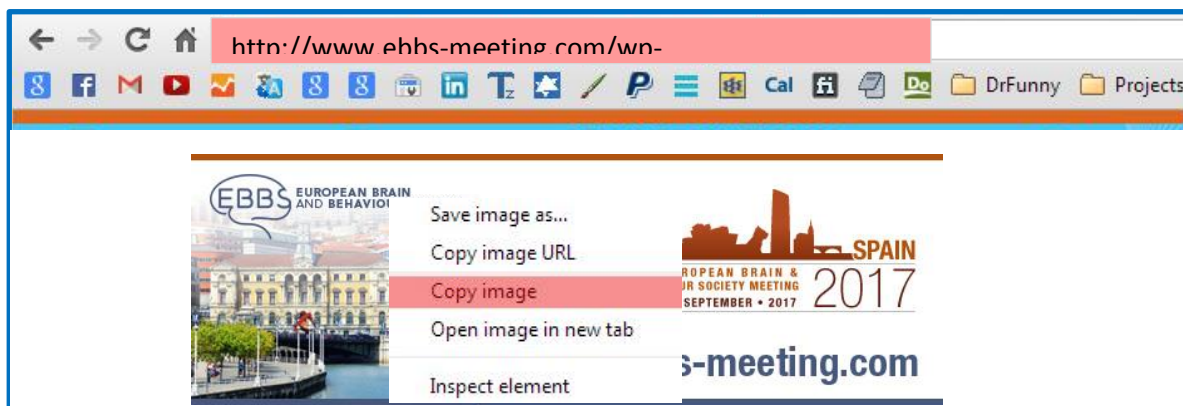 http://www.ebbs-meeting.com/wp-
Cal Do DrFunny Projects
EBBS EUROPEAN BRAIN
AND BEHAVIOU
Save image as...
Copy image URL
Copy image
Open image in new tab
Inspect element
SPAIN
ROPEAN BRAIN &
UR SOCIETY MEETING
SEPTEMBER • 2017
2017
s-meeting.com